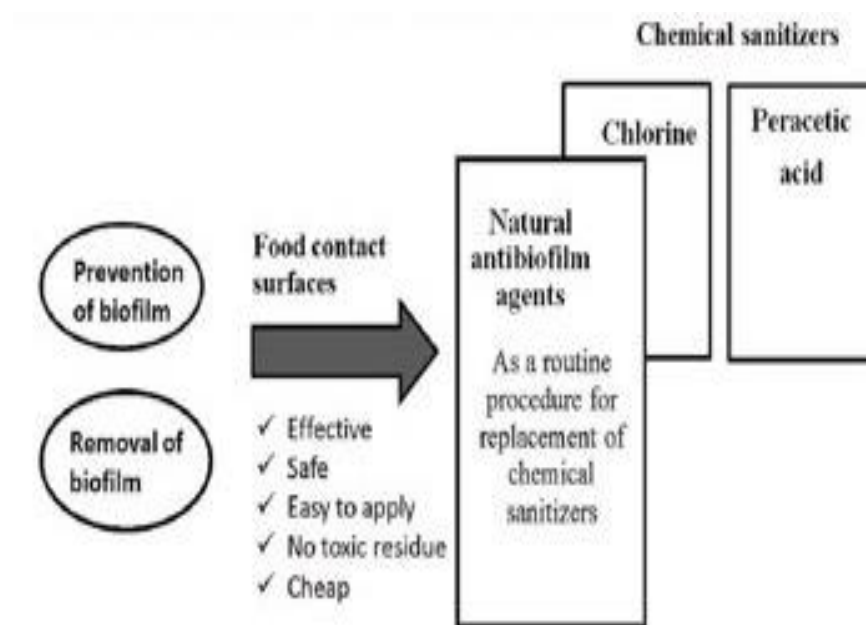 Chemical sanitizers
Chlorine
Peracetic
acid
Prevention
of biofilm
Removal of
biofilm
Food contact
surfaces
✓ Effective
✓ Safe
✓ Easy to apply
✓ No toxic residue
✓ Cheap
Natural
antibiofilm
agents
As a routine
procedure for
replacement of
chemical
sanitizers